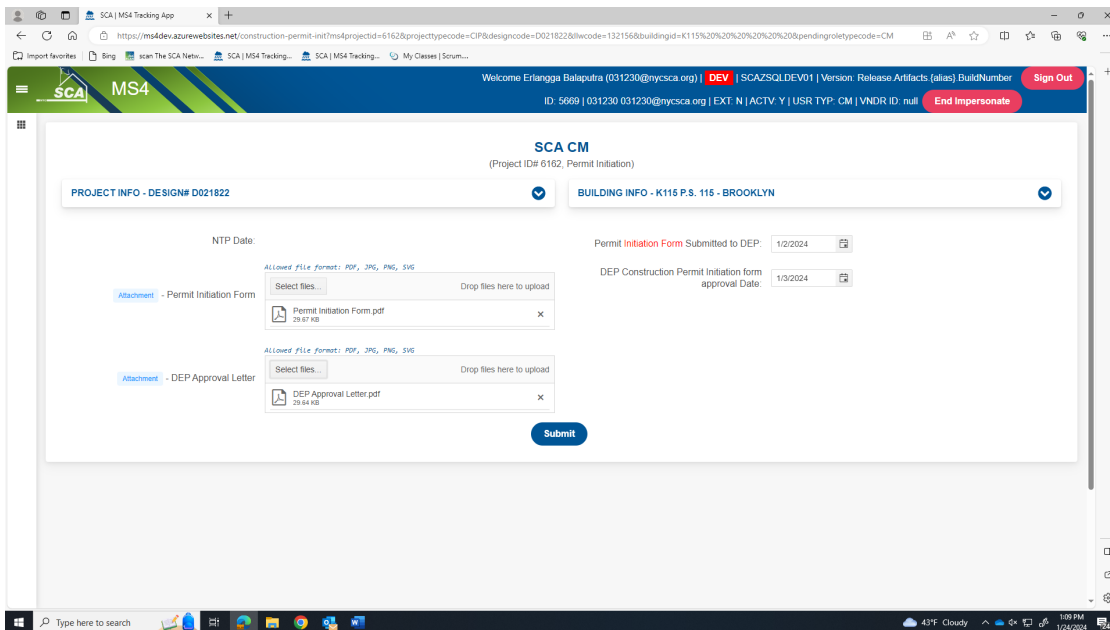 SCA | MS4 Tracking App
https://ms4dev.azurewebsites.net/construction-permit-init?ms4projectid=6162&projecttypecode=CIP&designcode=D021822&llwcode=132156&buildingid=K115%20%20%20%20%20%20&pendingroletypecode=CM
Import favorites Bing scan The SCA Netw... SCA | MS4 Tracking... SCA | MS4 Tracking... My Classes | Scrum....
SCA MS4
Welcome Erlangga Balaputra (031230@nycsca.org) | DEV | SCAZSQLDEV01 | Version: Release.Artifacts.{alias}.BuildNumber Sign Out
ID: 5669 | 031230 031230@nycsca.org | EXT: N | ACTV: Y | USR TYP: CM | VNDR ID: null End Impersonate
SCA CM
(Project ID# 6162, Permit Initiation)
PROJECT INFO - DESIGN# D021822
BUILDING INFO - K115 P.S. 115 - BROOKLYN
NTP Date:
Permit Initiation Form Submitted to DEP: 1/2/2024
DEP Construction Permit Initiation form
approval Date: 1/3/2024
Allowed file format: PDF, JPG, PNG, SVG
Select files... Drop files here to upload
Attachment - Permit Initiation Form
Permit Initiation Form.pdf
29.67 KB
Allowed file format: PDF, JPG, PNG, SVG
Select files... Drop files here to upload
Attachment - DEP Approval Letter
DEP Approval Letter.pdf
29.64 KB
Submit
Type here to search
43°F Cloudy
1:09 PM
1/24/2024